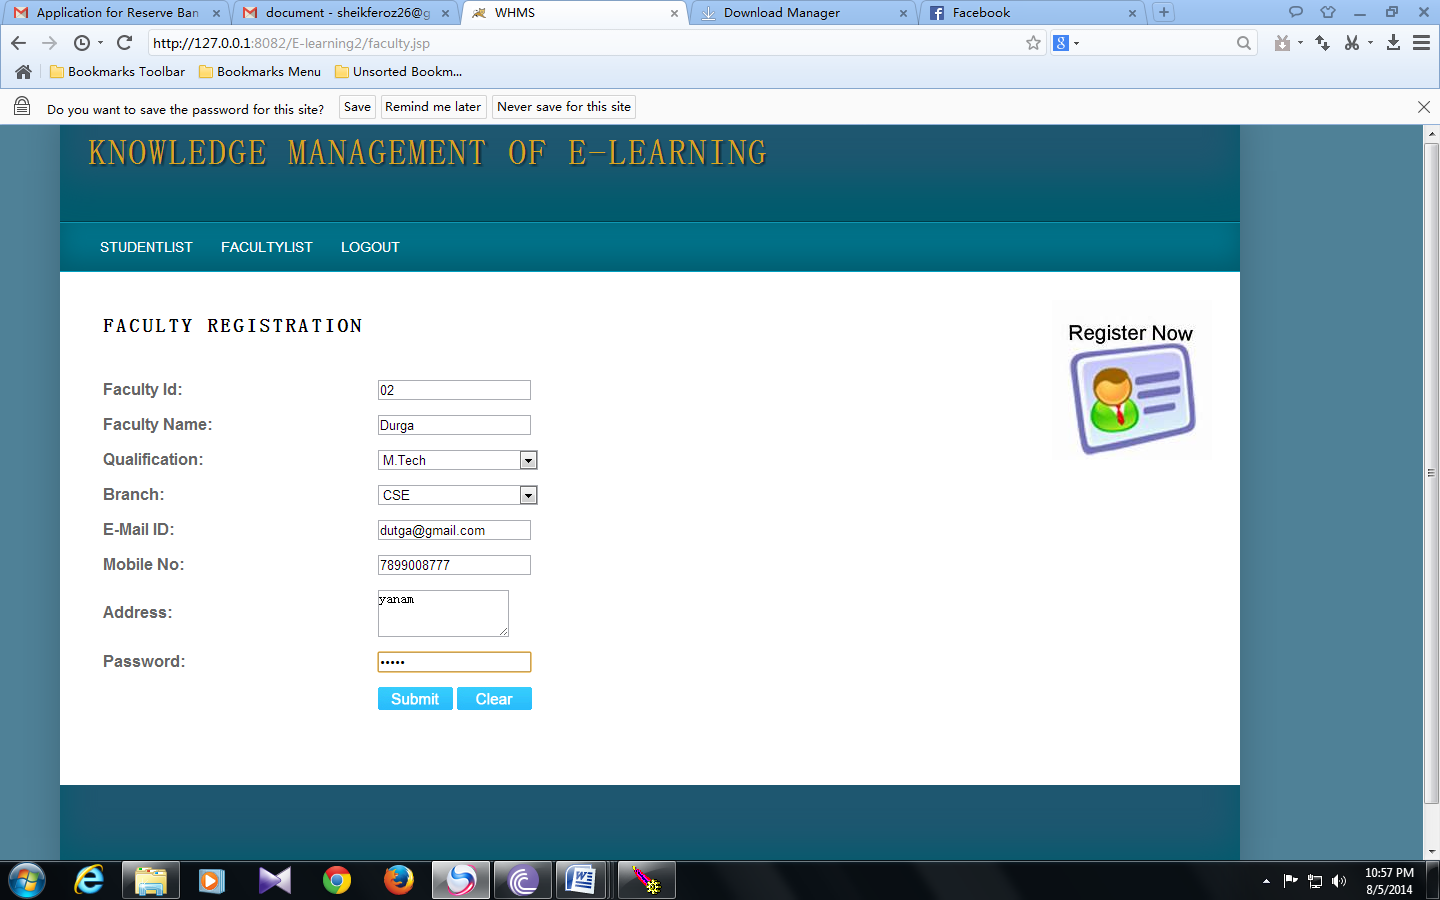 Application for Reserve Ban
document - sheikferoz26@g
WHMS
Download Manager
Facebook
http://127.0.0.1:8082/E-learning2/faculty.jsp
Bookmarks Toolbar
Bookmarks Menu
Unsorted Bookm...
Do you want to save the password for this site?
Save
Remind me later
Never save for this site
KNOWLEDGE MANAGEMENT OF E-LEARNING
STUDENTLIST
FACULTYLIST
LOGOUT
FACULTY REGISTRATION
Register Now
Faculty Id:
02
Faculty Name:
Durga
Qualification:
M.Tech
Branch:
CSE
E-Mail ID:
dutga@gmail.com
Mobile No:
7899008777
Address:
yanam
Password:
•••••
Submit
Clear
10:57 PM
8/5/2014